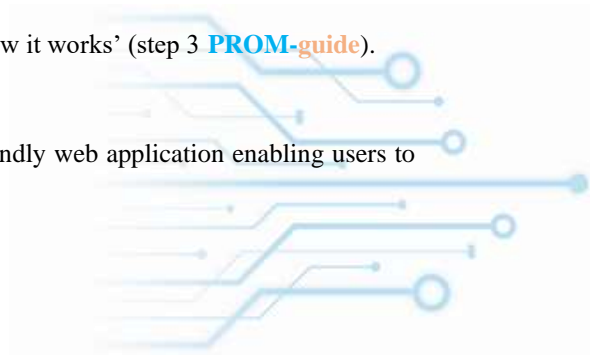 w it works’ (step 3 PROM-guide).
ndly web application enabling users to